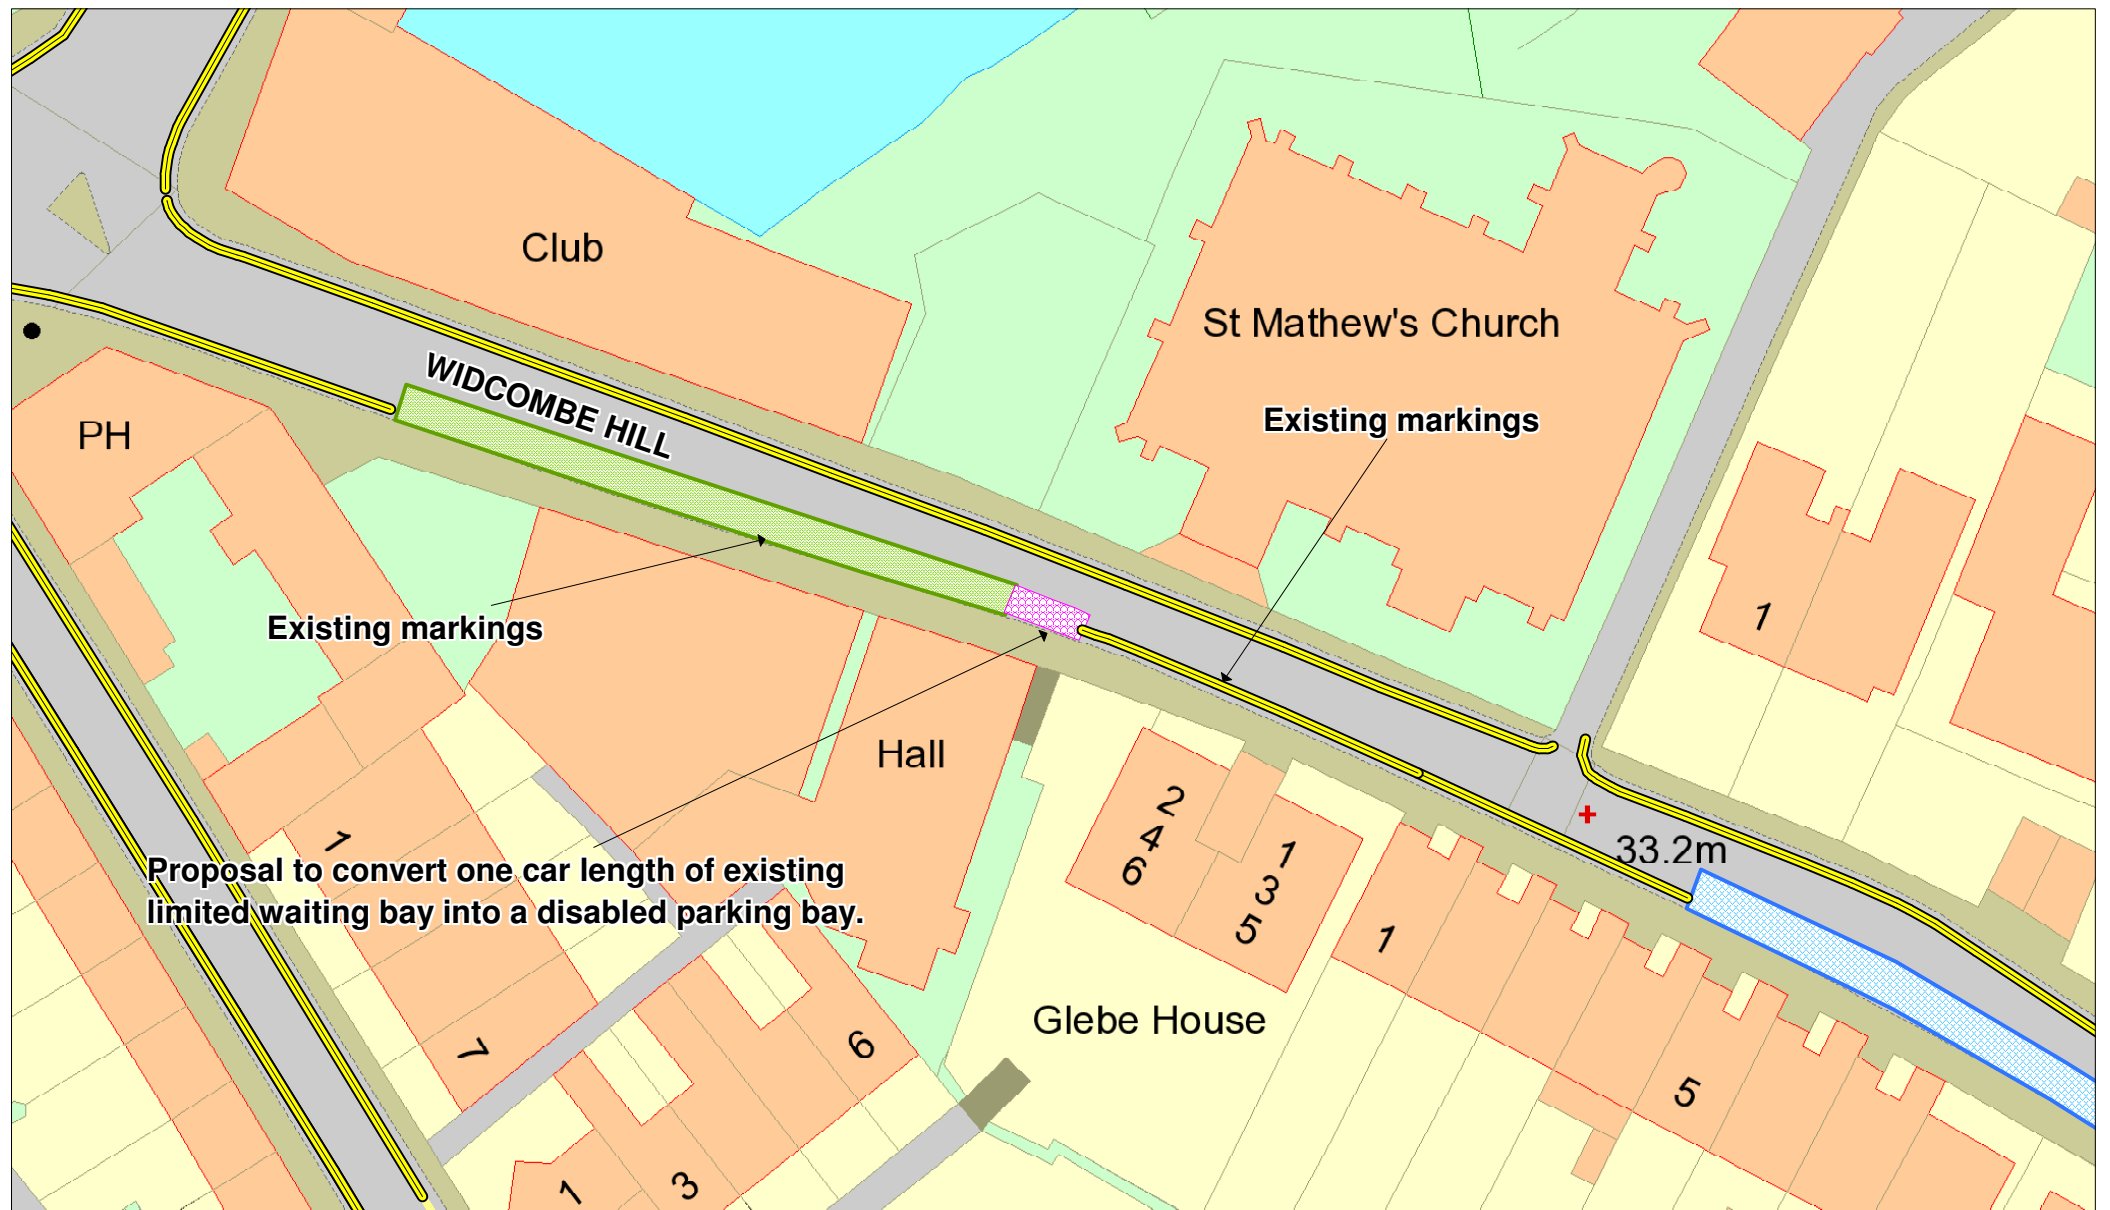 Club
St Mathew's Church
WIDCOMBE HILL
Existing markings
PH
Existing markings
1
Hall
2
4
6
1
3
5
33.2m
1
Proposal to convert one car length of existing
limited waiting bay into a disabled parking bay.
1
7
6
Glebe House
5
1
3